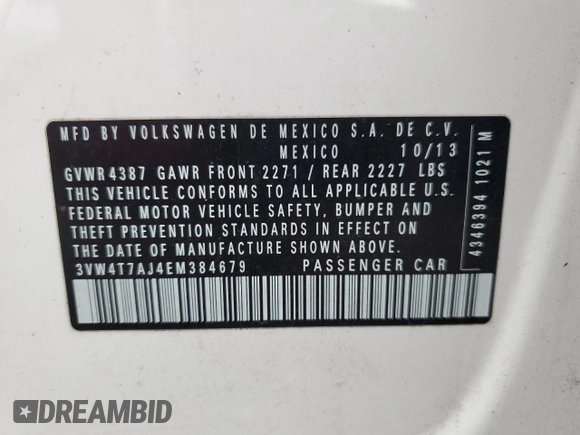 MFD BY VOLKSWAGEN DE MEXICO S.A. DE C.V.
MEXICO 10/13
GVWR 4387 GAWR FRONT 2271 / REAR 2227 LBS
THIS VEHICLE CONFORMS TO ALL APPLICABLE U.S.
FEDERAL MOTOR VEHICLE SAFETY, BUMPER AND
THEFT PREVENTION STANDARDS IN EFFECT ON
THE DATE OF MANUFACTURE SHOWN ABOVE.
3VW4T7AJ4EM384679 PASSENGER CAR
4346394 1021 M
DREAMBID